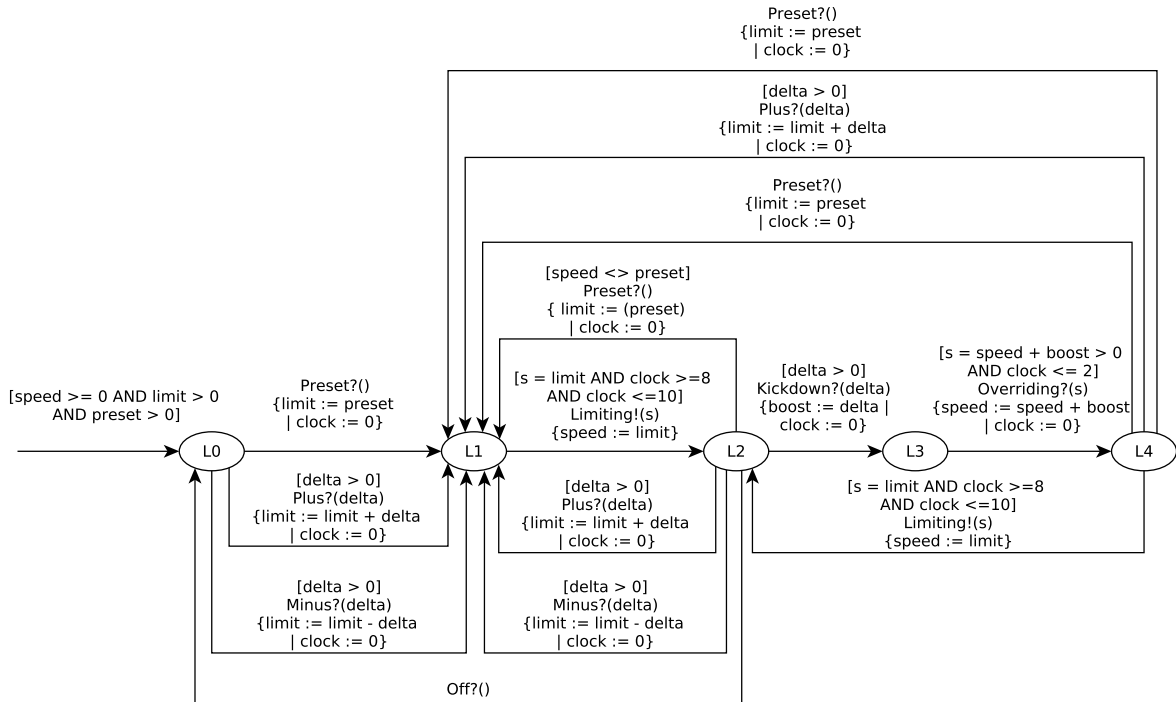 Preset?()
{limit := preset
| clock := 0}
[delta > 0]
Plus?(delta)
{limit := limit + delta
| clock := 0}
Preset?()
{limit := preset
| clock := 0}
[speed <> preset]
Preset?()
{ limit := (preset)
| clock := 0}
[speed >= 0 AND limit > 0
AND preset > 0]
Preset?()
{limit := preset
| clock := 0}
[s = limit AND clock >=8
AND clock <=10]
Limiting!(s)
{speed := limit}
[delta > 0]
Kickdown?(delta)
{boost := delta |
clock := 0}
[s = speed + boost > 0
AND clock <= 2]
Overriding?(s)
{speed := speed + boost
| clock := 0}
L0
L1
L2
L3
L4
[delta > 0]
Plus?(delta)
{limit := limit + delta
| clock := 0}
[delta > 0]
Plus?(delta)
{limit := limit + delta
| clock := 0}
[s = limit AND clock >=8
AND clock <=10]
Limiting!(s)
{speed := limit}
[delta > 0]
Minus?(delta)
{limit := limit - delta
| clock := 0}
[delta > 0]
Minus?(delta)
{limit := limit - delta
| clock := 0}
Off?()